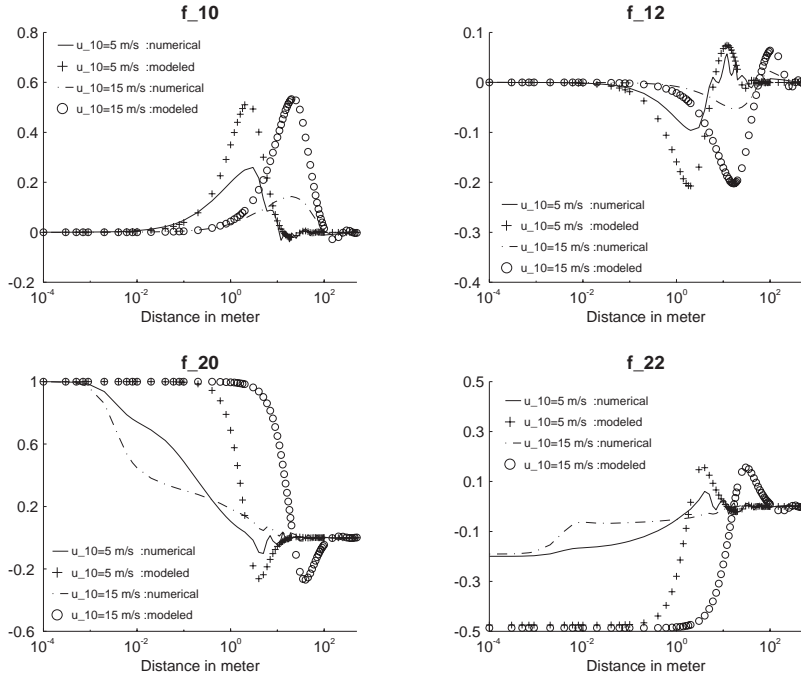 f_10
0.8
0.6
0.4
0.2
0
-0.2
u_10=5 m/s :numerical
u_10=5 m/s :modeled
u_10=15 m/s :numerical
u_10=15 m/s :modeled
10^-4 10^-2 10^0 10^2
Distance in meter
f_12
0.1
0
-0.1
-0.2
-0.3
-0.4
u_10=5 m/s :numerical
u_10=5 m/s :modeled
u_10=15 m/s :numerical
u_10=15 m/s :modeled
10^-4 10^-2 10^0 10^2
Distance in meter
f_20
1
0.6
0.2
-0.2
-0.6
u_10=5 m/s :numerical
u_10=5 m/s :modeled
u_10=15 m/s :numerical
u_10=15 m/s :modeled
10^-4 10^-2 10^0 10^2
Distance in meter
f_22
0.5
0.3
0.1
-0.1
-0.3
-0.5
u_10=5 m/s :numerical
u_10=5 m/s :modeled
u_10=15 m/s :numerical
u_10=15 m/s :modeled
10^-4 10^-2 10^0 10^2
Distance in meter